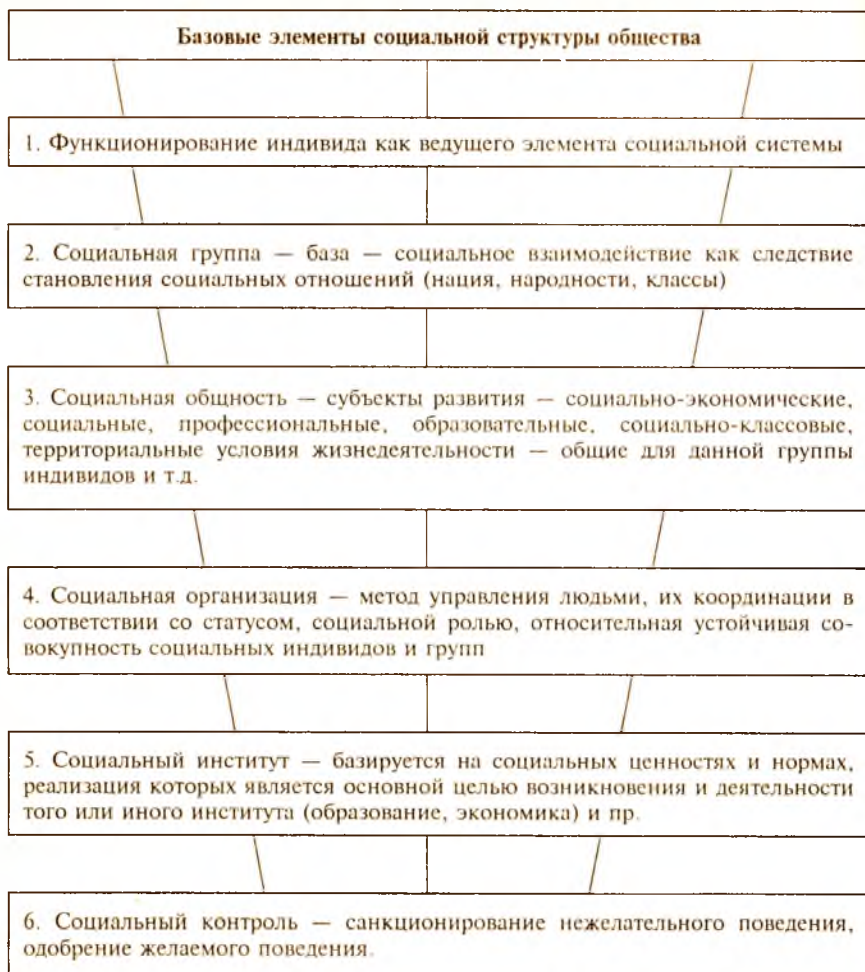 Базовые элементы социальной структуры общества
1. Функционирование индивида как ведущего элемента социальной системы
2. Социальная группа — база — социальное взаимодействие как следствие
становления социальных отношений (нация, народности, классы)
3. Социальная общность — субъекты развития — социально-экономические,
социальные, профессиональные, образовательные, социально-классовые,
территориальные условия жизнедеятельности — общие для данной группы
индивидов и т.д.
4. Социальная организация — метод управления людьми, их координации в
соответствии со статусом, социальной ролью, относительная устойчивая со-
вокупность социальных индивидов и групп
5. Социальный институт — базируется на социальных ценностях и нормах,
реализация которых является основной целью возникновения и деятельности
того или иного института (образование, экономика) и пр.
6. Социальный контроль — санкционирование нежелательного поведения,
одобрение желаемого поведения.